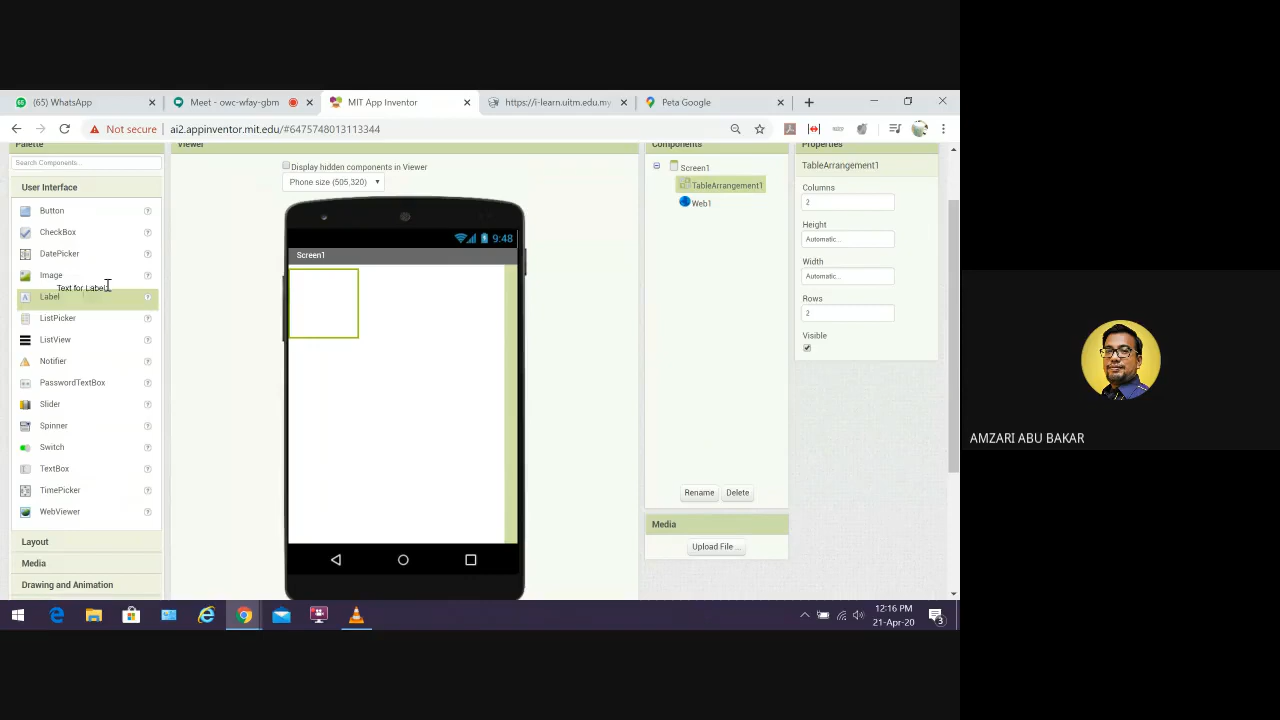 (65) WhatsApp
Meet - owc-wfay-gbm
MIT App Inventor
https://i-learn.uitm.edu.my
Peta Google
Not secure
ai2.appinventor.mit.edu/#6475748013113344
Palette
Viewer
Components
Properties
Search Components...
User Interface
Button
CheckBox
DatePicker
Image
Text for Label1
Label
ListPicker
ListView
Notifier
PasswordTextBox
Slider
Spinner
Switch
TextBox
TimePicker
WebViewer
Layout
Media
Drawing and Animation
Display hidden components in Viewer
Phone size (505,320)
9:48
Screen1
Screen1
TableArrangement1
Web1
Rename
Delete
Media
Upload File ...
TableArrangement1
Columns
2
Height
Automatic...
Width
Automatic...
Rows
2
Visible
12:16 PM
21-Apr-20
3
AMZARI ABU BAKAR